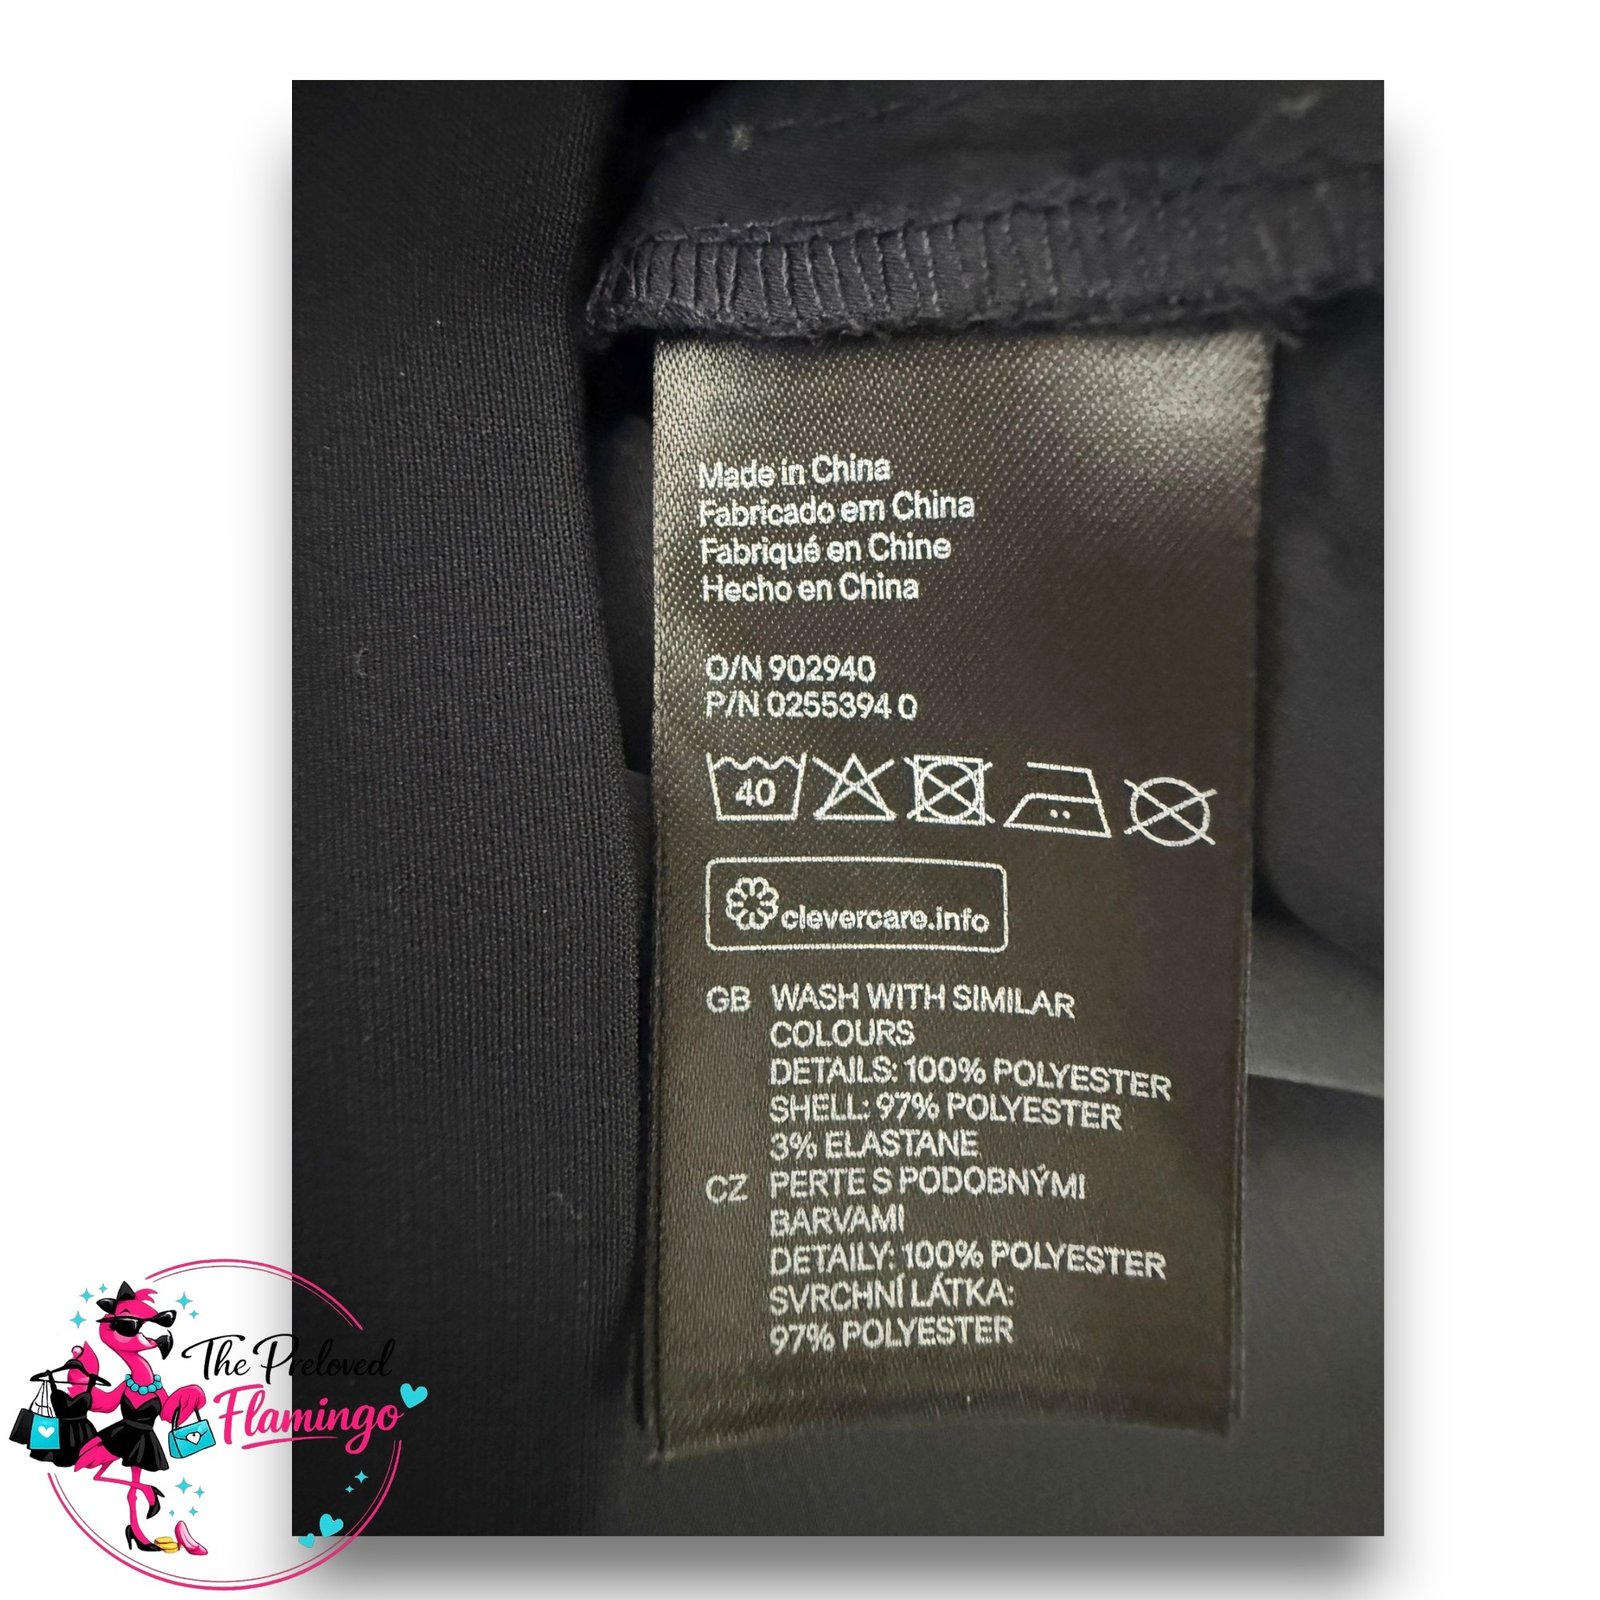 Made in China
Fabricado em China
Fabriqué en Chine
Hecho en China
O/N 902940
P/N 0255394 0
40
clevercare.info
GB WASH WITH SIMILAR
COLOURS
DETAILS: 100% POLYESTER
SHELL: 97% POLYESTER
3% ELASTANE
CZ PERTE S PODOBNÝMI
BARVAMI
DETAILY: 100% POLYESTER
SVRCHNÍ LÁTKA:
97% POLYESTER
The Preloved
Flamingo